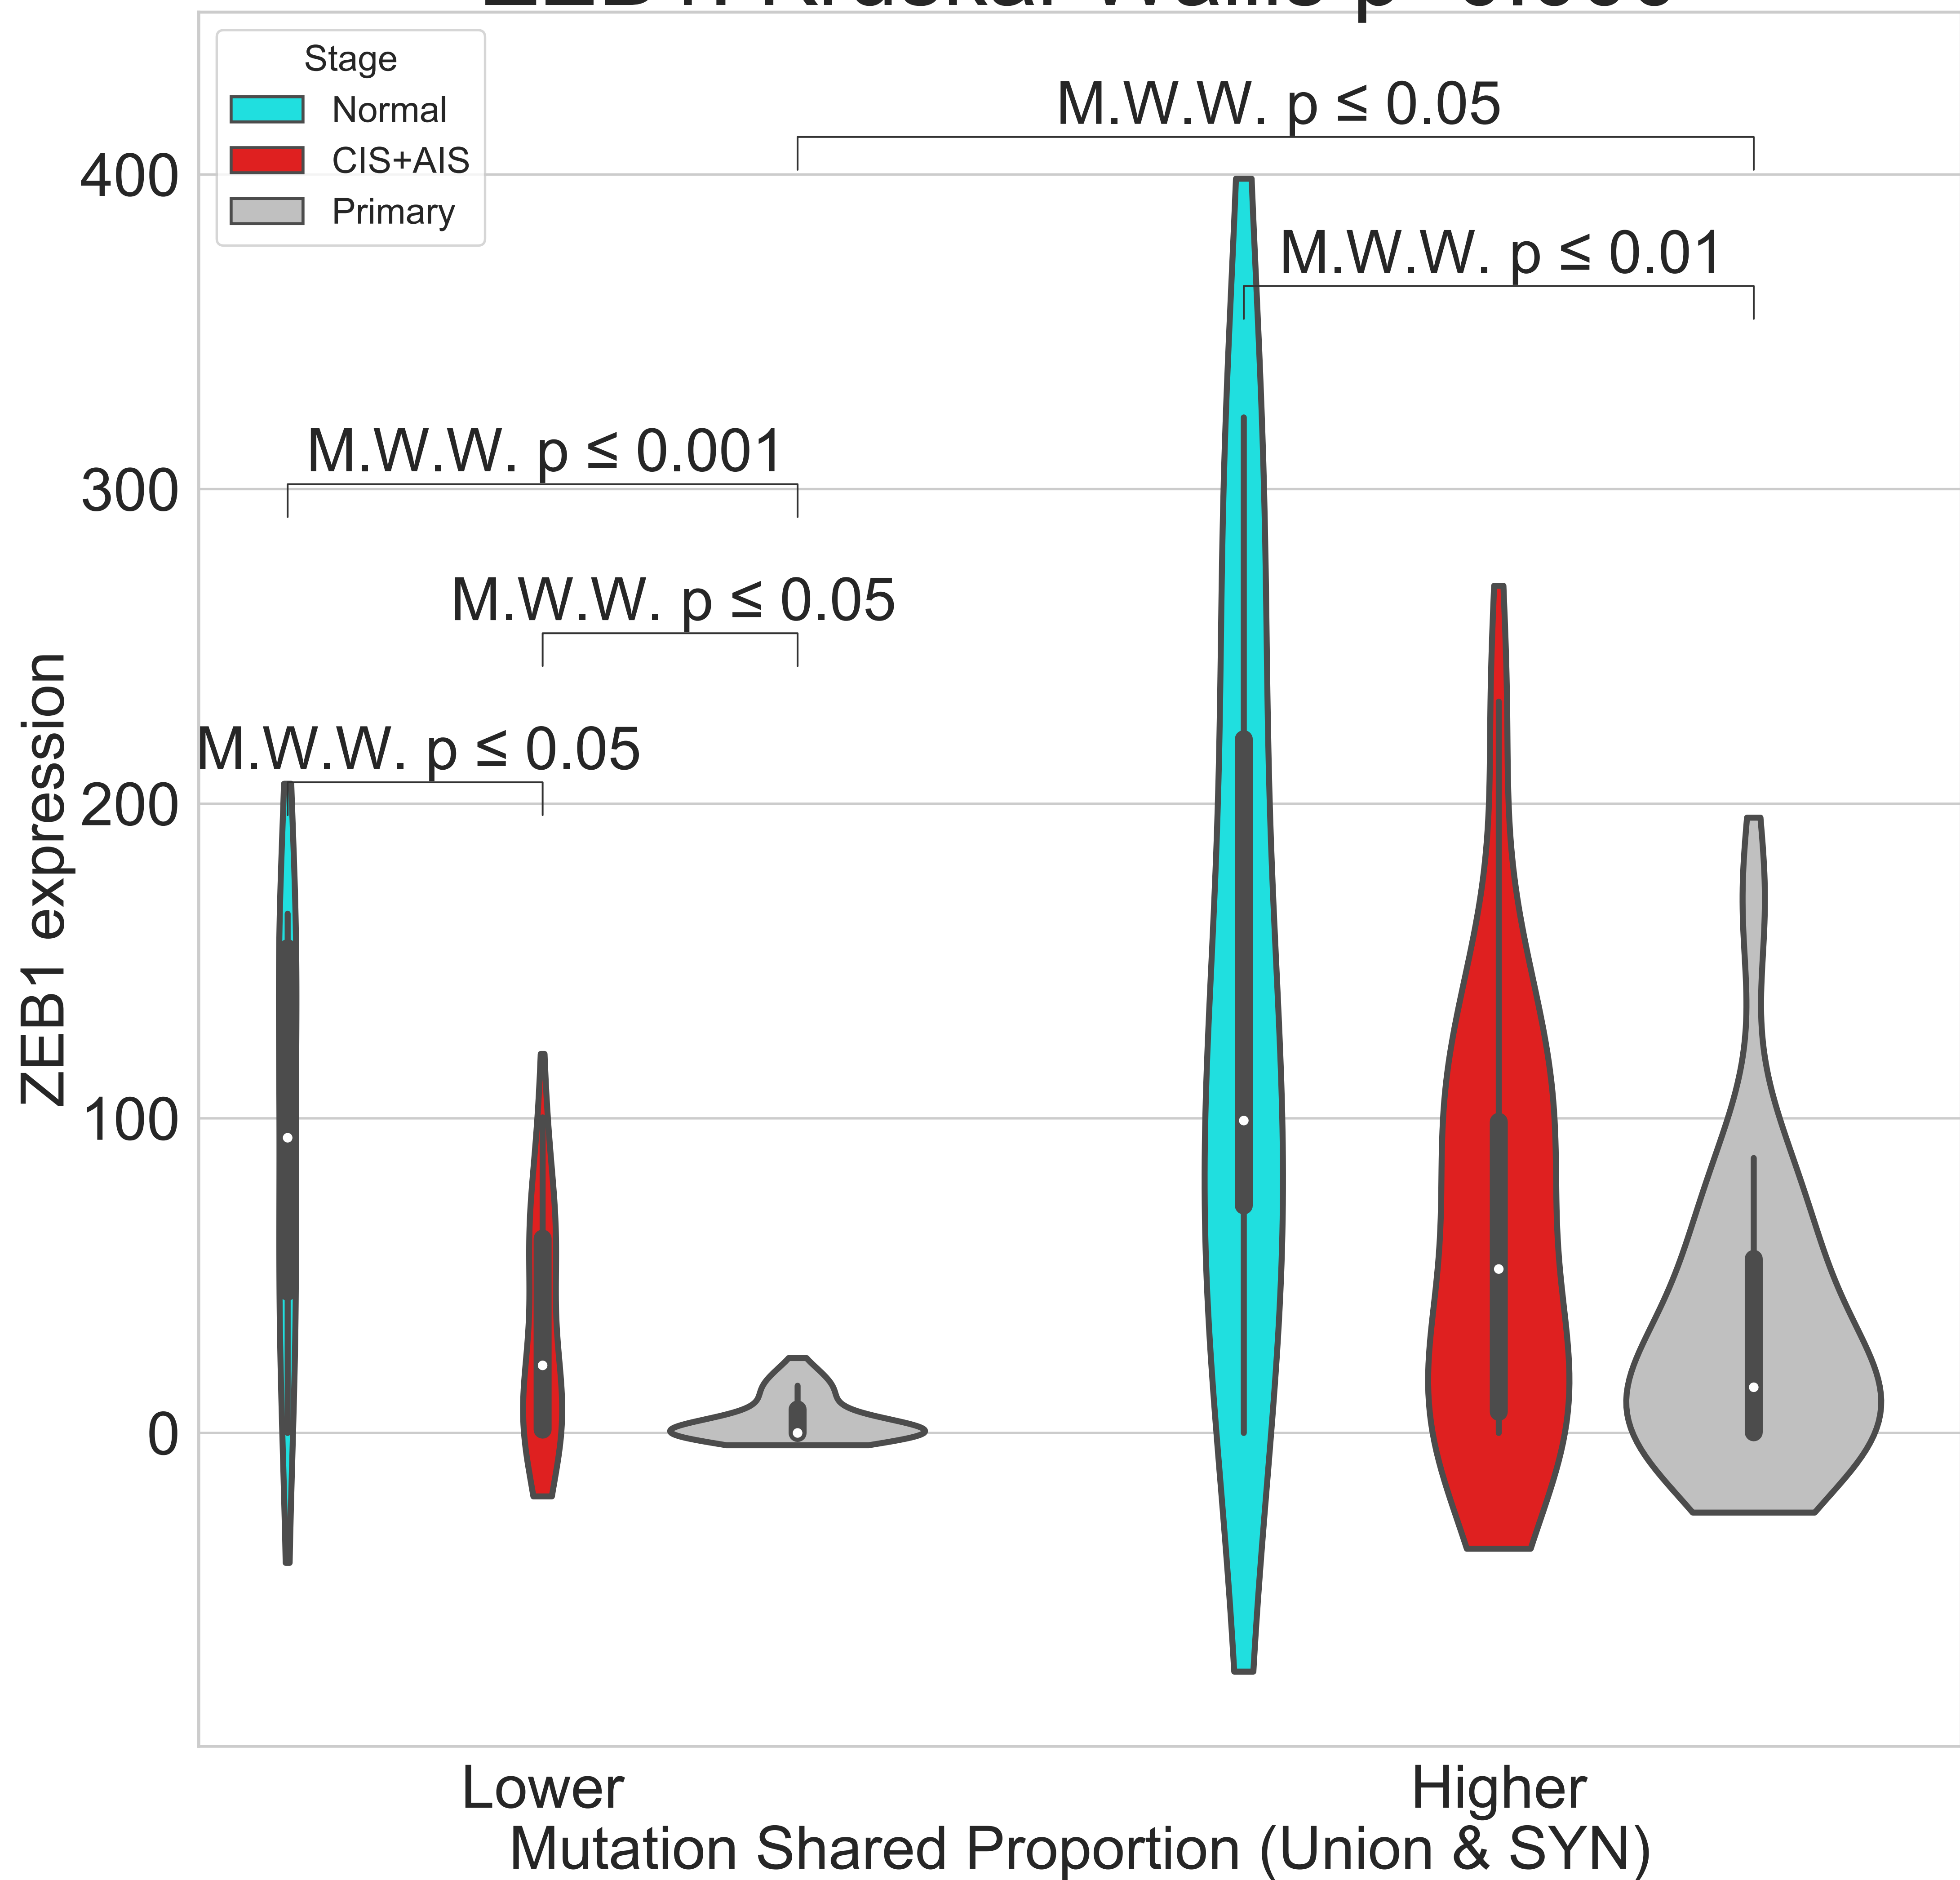 Stage
Normal
CIS+AIS
Primary
M.W.W. p ≤ 0.05
M.W.W. p ≤ 0.01
M.W.W. p ≤ 0.001
M.W.W. p ≤ 0.05
M.W.W. p ≤ 0.05
400
300
200
100
0
ZEB1 expression
Lower
Higher
Mutation Shared Proportion (Union & SYN)